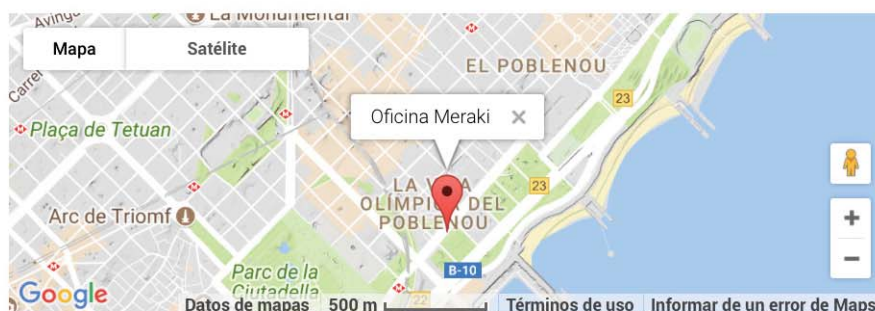 Aving
La Monumental
Mapa
Satélite
EL POBLENOU
Carrer
23
Oficina Meraki
Plaça de Tetuan
LA VILA
OLÍMPICA DEL
POBLENOU
23
Arc de Triomf
B-10
Parc de la
Ciutadella
22
Google
Datos de mapas
500 m
Términos de uso
Informar de un error de Maps